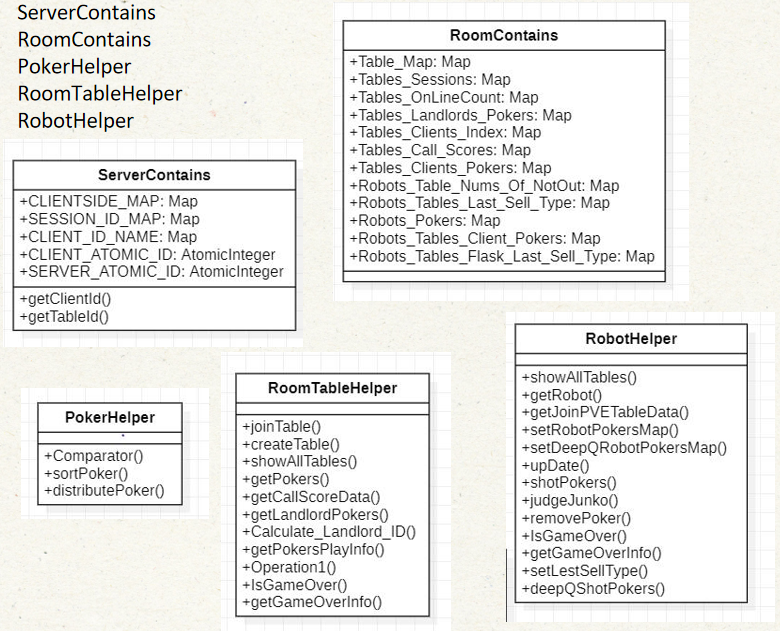 ServerContains
RoomContains
PokerHelper
RoomTableHelper
RobotHelper
RoomContains
+Table_Map: Map
+Tables_Sessions: Map
+Tables_OnLineCount: Map
+Tables_Landlords_Pokers: Map
+Tables_Clients_Index: Map
+Tables_Call_Scores: Map
+Tables_Clients_Pokers: Map
+Robots_Table_Nums_Of_NotOut: Map
+Robots_Tables_Last_Sell_Type: Map
+Robots_Pokers: Map
+Robots_Tables_Client_Pokers: Map
+Robots_Tables_Flask_Last_Sell_Type: Map
ServerContains
+CLIENTSIDE_MAP: Map
+SESSION_ID_MAP: Map
+CLIENT_ID_NAME: Map
+CLIENT_ATOMIC_ID: AtomicInteger
+SERVER_ATOMIC_ID: AtomicInteger
+getClientId()
+getTableId()
PokerHelper
+Comparator()
+sortPoker()
+distributePoker()
RoomTableHelper
+joinTable()
+createTable()
+showAllTables()
+getPokers()
+getCallScoreData()
+getLandlordPokers()
+Calculate_Landlord_ID()
+getPokersPlayInfo()
+Operation1()
+IsGameOver()
+getGameOverInfo()
RobotHelper
+showAllTables()
+getRobot()
+getJoinPVETableData()
+setRobotPokersMap()
+setDeepQRobotPokersMap()
+upDate()
+shotPokers()
+judgeJunko()
+removePoker()
+IsGameOver()
+getGameOverInfo()
+setLestSellType()
+deepQShotPokers()